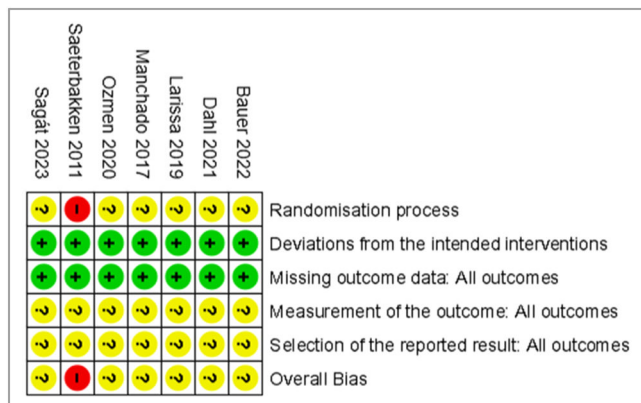 Sagát 2023
Saeterbakken 2011
Ozmen 2020
Manchado 2017
Larissa 2019
Dahl 2021
Bauer 2022
? - ? ? ? ? ? Randomisation process
+ + + + + + + Deviations from the intended interventions
+ + + + + + + Missing outcome data: All outcomes
? ? ? ? ? ? ? Measurement of the outcome: All outcomes
? ? ? ? ? ? ? Selection of the reported result: All outcomes
? - ? ? ? ? ? Overall Bias